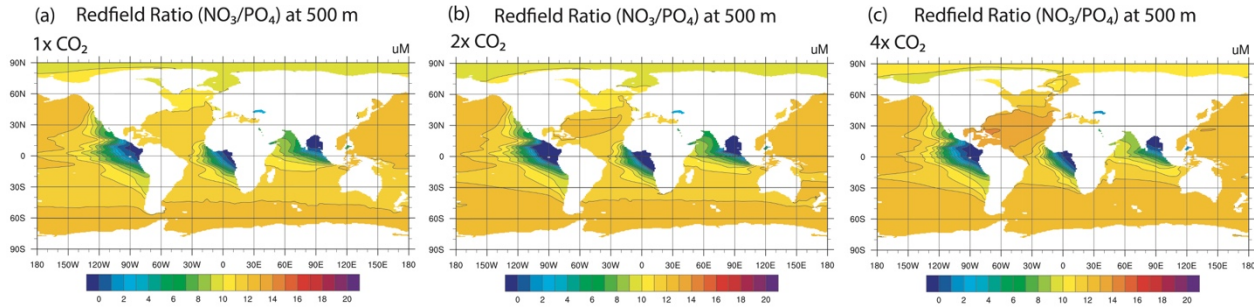 (a) Redfield Ratio (NO₃/PO₄) at 500 m
1x CO₂
uM
90N
60N
30N
0
30S
60S
90S
180 150W 120W 90W 60W 30W 0 30E 60E 90E 120E 150E 180
0 2 4 6 8 10 12 14 16 18 20
(b) Redfield Ratio (NO₃/PO₄) at 500 m
2x CO₂
uM
90N
60N
30N
0
30S
60S
90S
180 150W 120W 90W 60W 30W 0 30E 60E 90E 120E 150E 180
0 2 4 6 8 10 12 14 16 18 20
(c) Redfield Ratio (NO₃/PO₄) at 500 m
4x CO₂
uM
90N
60N
30N
0
30S
60S
90S
180 150W 120W 90W 60W 30W 0 30E 60E 90E 120E 150E 180
0 2 4 6 8 10 12 14 16 18 20